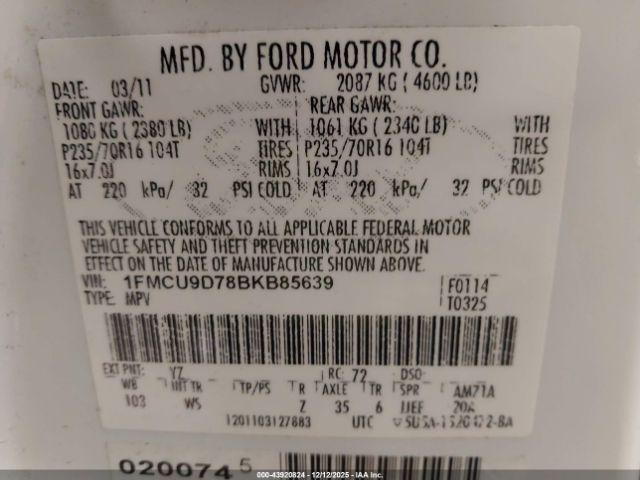 MFD. BY FORD MOTOR CO.
DATE: 03/11 GVWR: 2087 KG ( 4600 LB)
FRONT GAWR: REAR GAWR:
1080 KG ( 2380 LB) WITH 1061 KG ( 2340 LB) WITH
P235/70R16 104T TIRES P235/70R16 104T TIRES
16x7.0J RIMS 16x7.0J RIMS
AT 220 kPa/ 32 PSI COLD AT 220 kPa/ 32 PSI COLD
THIS VEHICLE CONFORMS TO ALL APPLICABLE FEDERAL MOTOR
VEHICLE SAFETY AND THEFT PREVENTION STANDARDS IN
EFFECT ON THE DATE OF MANUFACTURE SHOWN ABOVE.
VIN: 1FMCU9D78BKB85639 F0114
TYPE: MPV T0325
EXT PNT: YZ RC: 72 DSO:
WB INT TR TP/PS R AXLE TR SPR AM71A
103 WS Z 35 6 20A
1201103127883 UTC
020074 5
000-43920824 - 12/12/2025 - IAAI.com